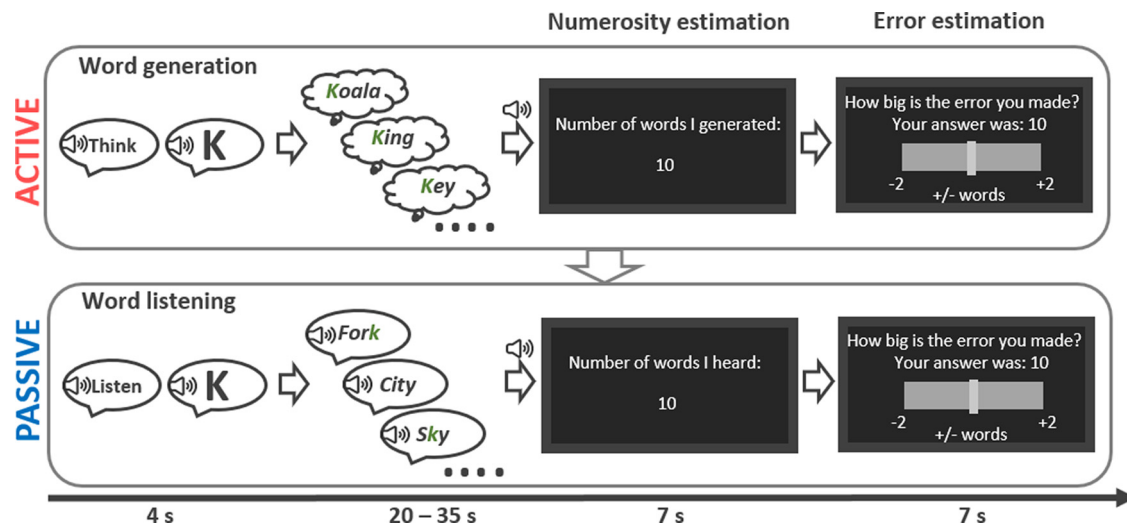 Numerosity estimation
Error estimation
ACTIVE
Word generation
Think
K
Koala
King
Key
Number of words I generated:
10
How big is the error you made?
Your answer was: 10
-2
+2
+/- words
PASSIVE
Word listening
Listen
K
Fork
City
Sky
Number of words I heard:
10
How big is the error you made?
Your answer was: 10
-2
+2
+/- words
4 s
20 – 35 s
7 s
7 s